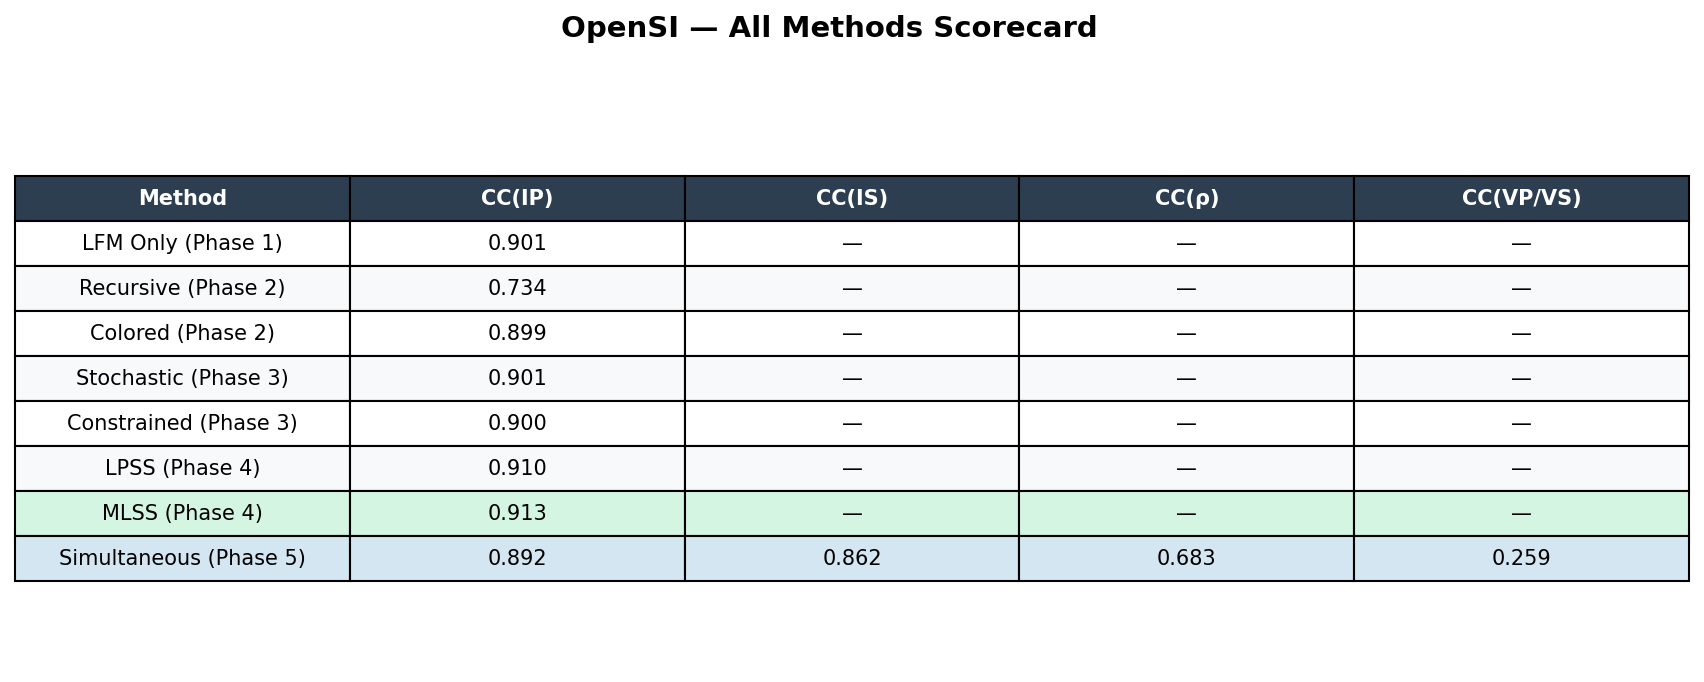 OpenSI — All Methods Scorecard
Method CC(IP) CC(IS) CC(ρ) CC(VP/VS)
LFM Only (Phase 1) 0.901 — — —
Recursive (Phase 2) 0.734 — — —
Colored (Phase 2) 0.899 — — —
Stochastic (Phase 3) 0.901 — — —
Constrained (Phase 3) 0.900 — — —
LPSS (Phase 4) 0.910 — — —
MLSS (Phase 4) 0.913 — — —
Simultaneous (Phase 5) 0.892 0.862 0.683 0.259